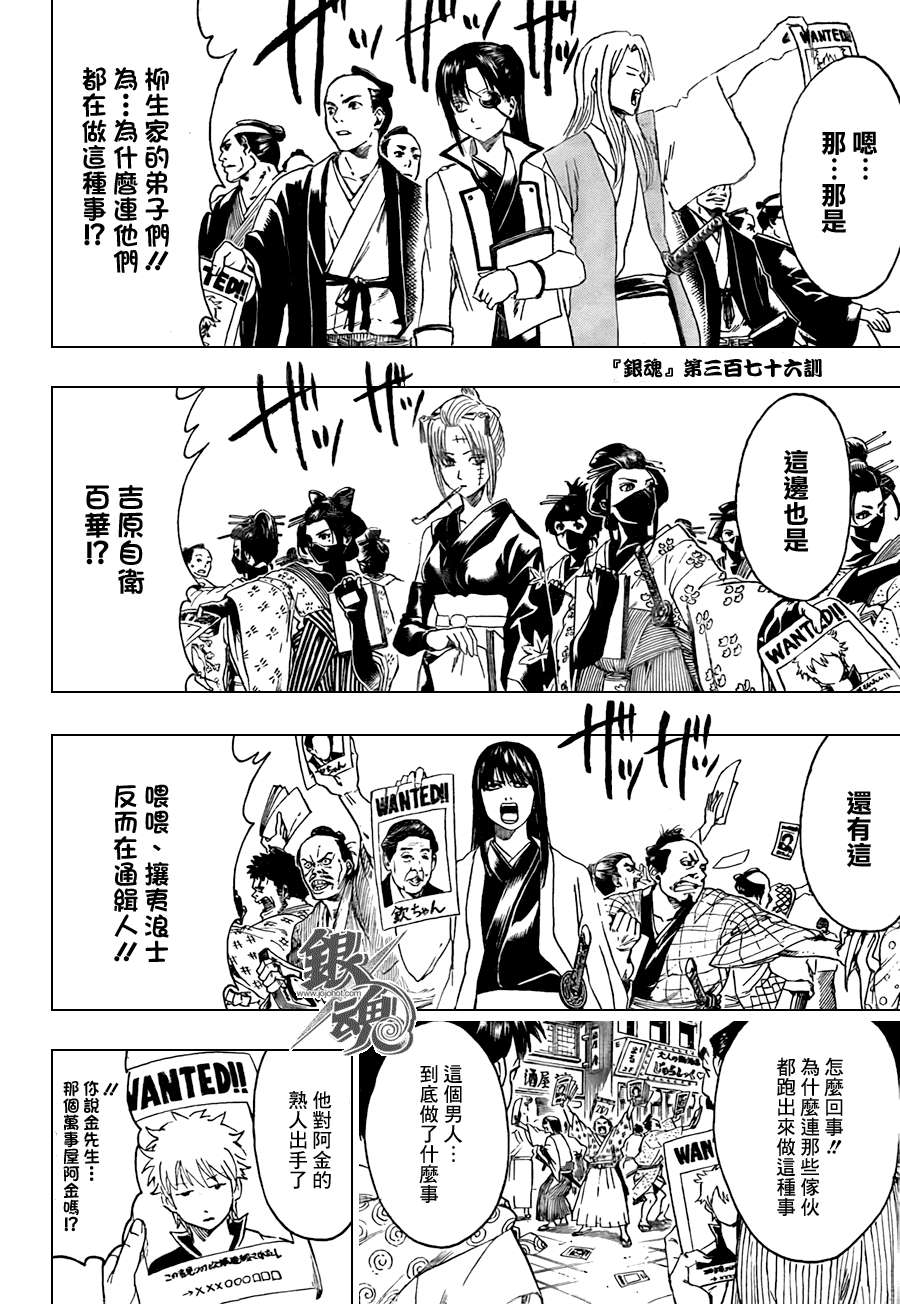 WANTED!!
嗯…
那…那是
柳生家的弟子們!!
為…為什麼連他們
都在做這種事!?
ザッ
ザッ
ザッ
WANTED!!
『銀魂』第三百七十六訓
這邊也是
吉原自衛
百華!?
ザッ
ザッ
WANTED!!
還有這
喂喂、攘夷浪士
反而在通緝人!!
ザッ
ザッ
WANTED!!
欽ちゃん
銀魂
www.jojohot.com
怎麼回事!!
為什麼連那些傢伙
都跑出來做這種事
這個男人…
到底做了什麼事
酒屋
WAN
他對阿金的
熟人出手了
!!
你說金先生…
那個萬事屋阿金嗎!?
WANTED!!
→×××○○○□□□